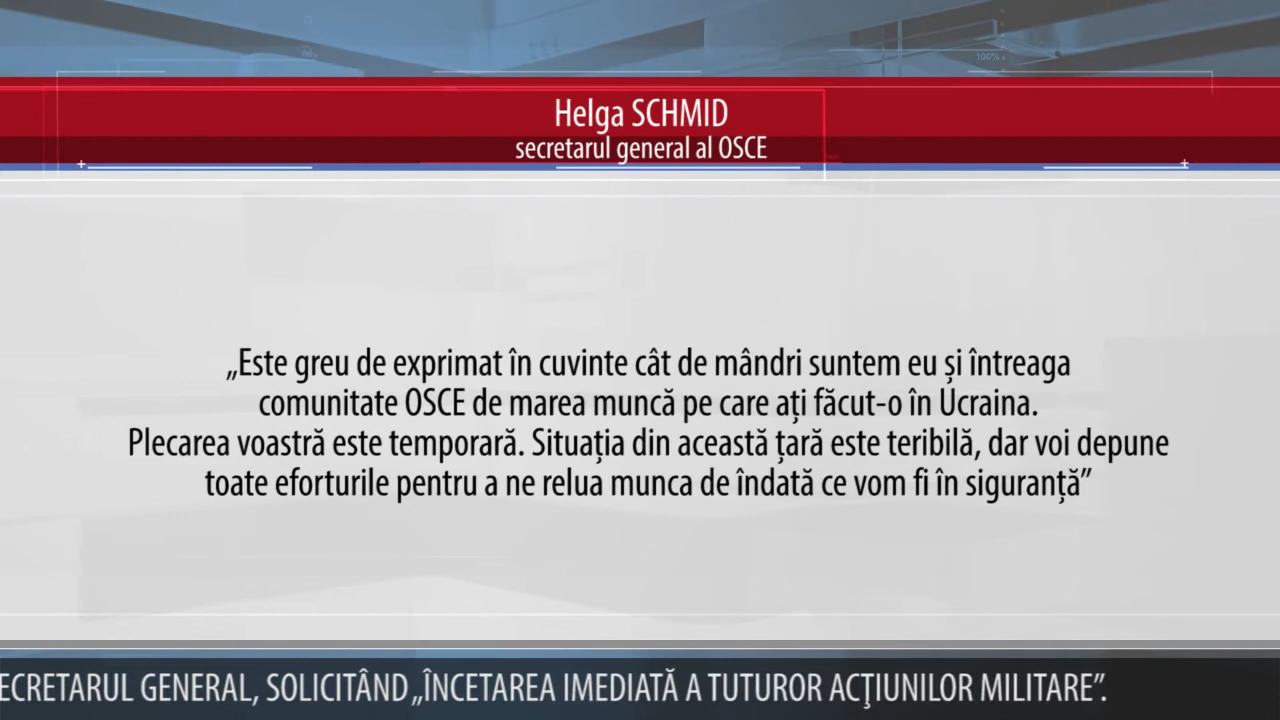 100%
Helga SCHMID
secretarul general al OSCE
„Este greu de exprimat în cuvinte cât de mândri suntem eu și întreaga
comunitate OSCE de marea muncă pe care ați făcut-o în Ucraina.
Plecarea voastră este temporară. Situația din această țară este teribilă, dar voi depune
toate eforturile pentru a ne relua munca de îndată ce vom fi în siguranță”
ECRETARUL GENERAL, SOLICITÂND „ÎNCETAREA IMEDIATĂ A TUTUROR ACŢIUNILOR MILITARE”.